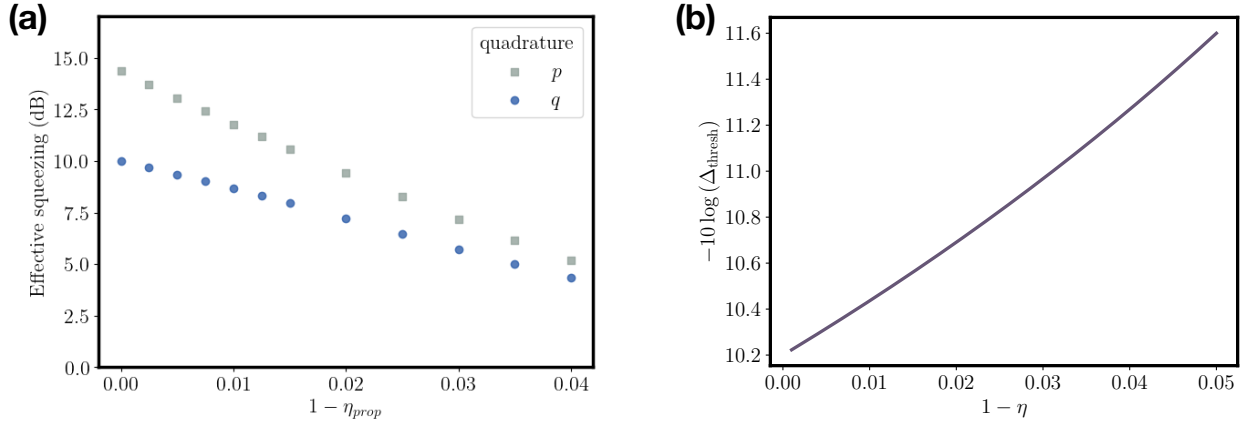 (a)
Effective squeezing (dB)
15.0
12.5
10.0
7.5
5.0
2.5
0.0
quadrature
p
q
0.00 0.01 0.02 0.03 0.04
1 − η_prop
(b)
−10 log (Δ_thresh)
11.6
11.4
11.2
11.0
10.8
10.6
10.4
10.2
0.00 0.01 0.02 0.03 0.04 0.05
1 − η